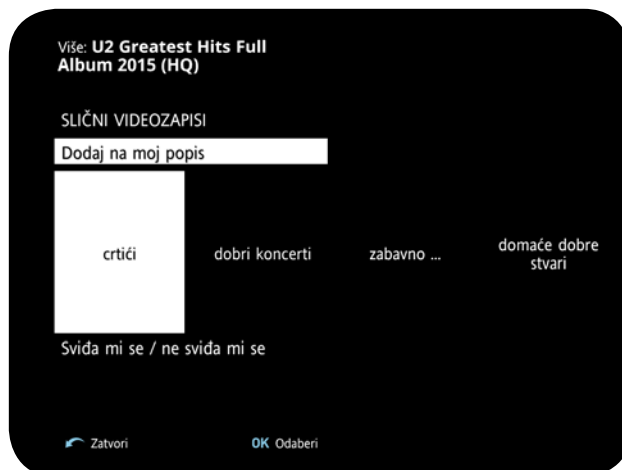 Više: U2 Greatest Hits Full
Album 2015 (HQ)
SLIČNI VIDEOZAPISI
Dodaj na moj popis
crtići
dobri koncerti
zabavno ...
domaće dobre
stvari
Sviđa mi se / ne sviđa mi se
Zatvori
OK Odaberi